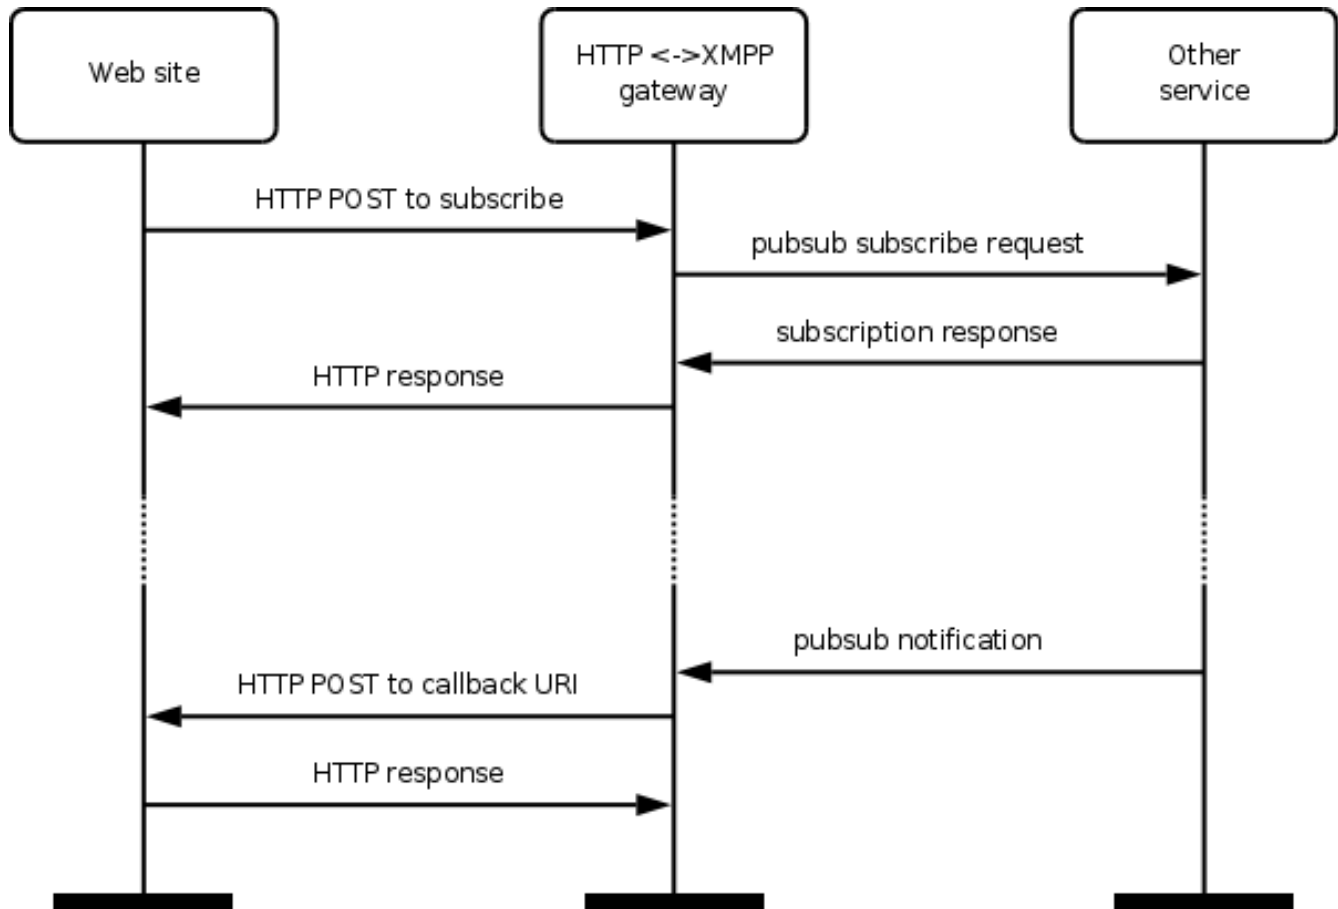 Web site
HTTP <->XMPP
gateway
Other
service
HTTP POST to subscribe
pubsub subscribe request
subscription response
HTTP response
pubsub notification
HTTP POST to callback URI
HTTP response